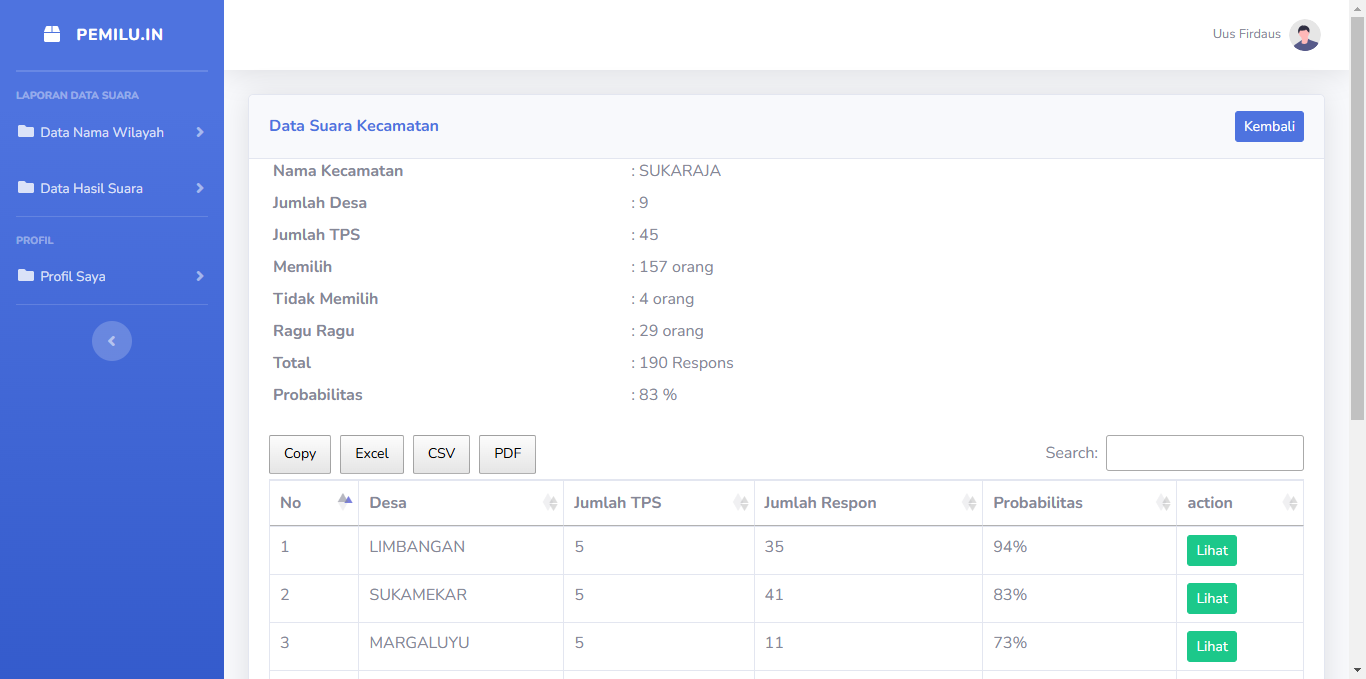 PEMILU.IN
Uus Firdaus
LAPORAN DATA SUARA
Data Nama Wilayah
Data Hasil Suara
PROFIL
Profil Saya
Data Suara Kecamatan
Kembali
Nama Kecamatan : SUKARAJA
Jumlah Desa : 9
Jumlah TPS : 45
Memilih : 157 orang
Tidak Memilih : 4 orang
Ragu Ragu : 29 orang
Total : 190 Respons
Probabilitas : 83 %
Copy Excel CSV PDF Search:
No Desa Jumlah TPS Jumlah Respon Probabilitas action
1 LIMBANGAN 5 35 94% Lihat
2 SUKAMEKAR 5 41 83% Lihat
3 MARGALUYU 5 11 73% Lihat